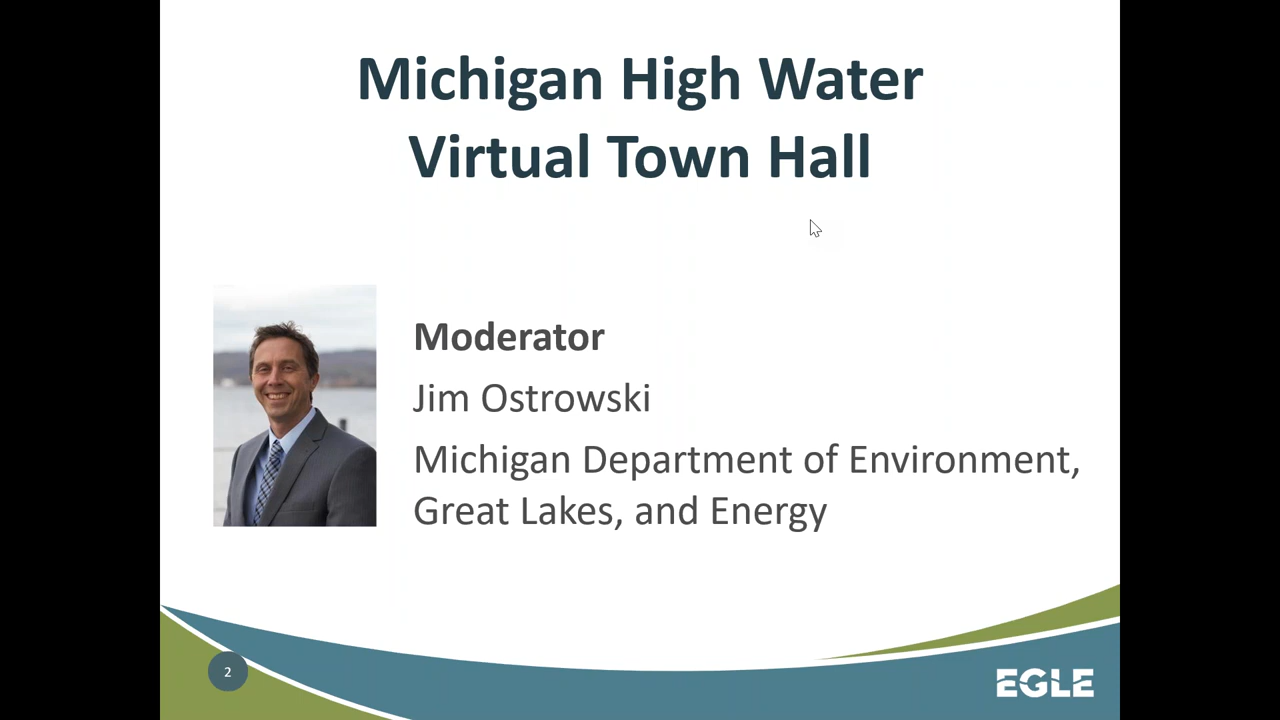 Michigan High Water
Virtual Town Hall
Moderator
Jim Ostrowski
Michigan Department of Environment,
Great Lakes, and Energy
2
EGLE